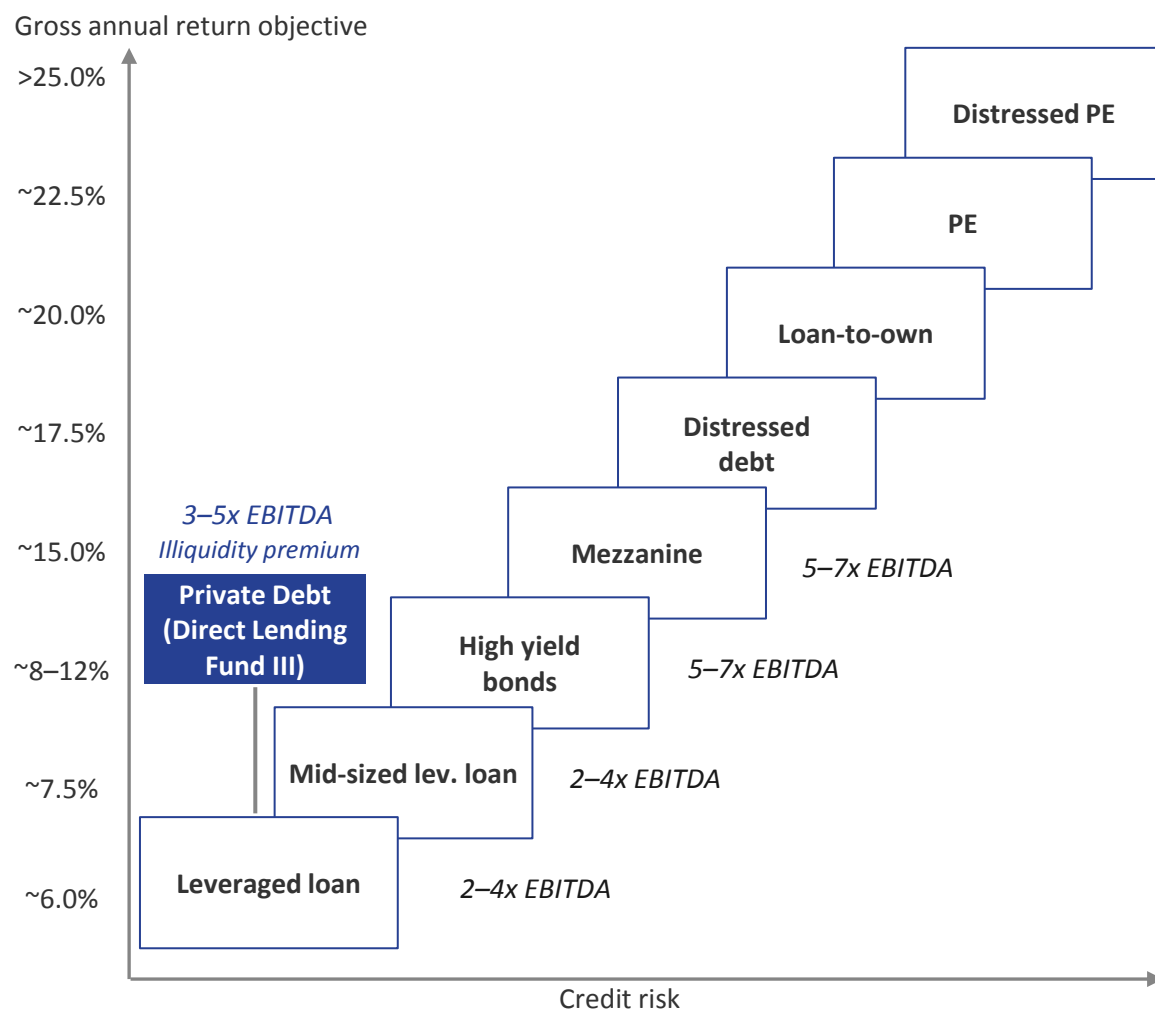 Gross annual return objective
>25.0%
Distressed PE
~22.5%
PE
~20.0%
Loan-to-own
~17.5%
Distressed
debt
3–5x EBITDA
Illiquidity premium
~15.0%
Mezzanine
5–7x EBITDA
Private Debt
(Direct Lending
Fund III)
~8–12%
High yield
bonds
5–7x EBITDA
~7.5%
Mid-sized lev. loan
2–4x EBITDA
~6.0%
Leveraged loan
2–4x EBITDA
Credit risk